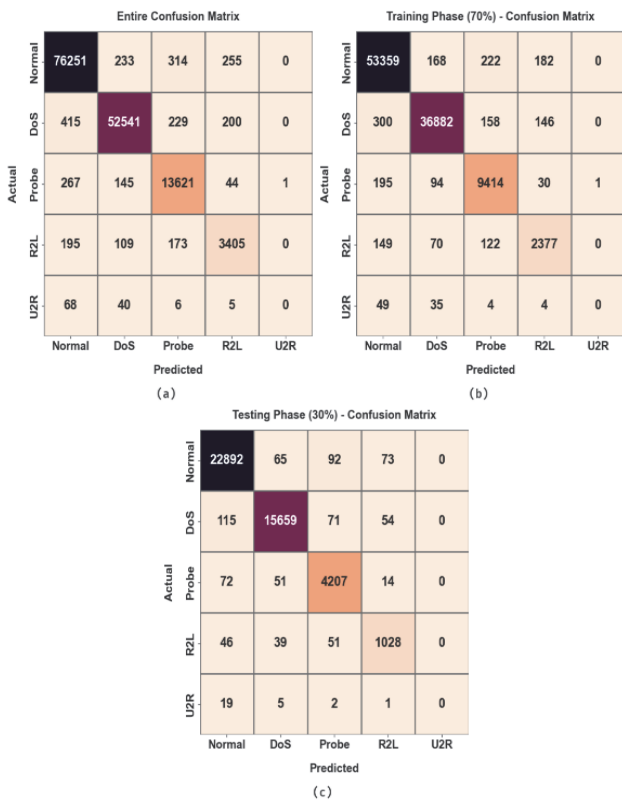 Entire Confusion Matrix
Normal 76251 233 314 255 0
DoS 415 52541 229 200 0
Probe 267 145 13621 44 1
R2L 195 109 173 3405 0
U2R 68 40 6 5 0
Actual
Normal DoS Probe R2L U2R
Predicted
(a)
Training Phase (70%) - Confusion Matrix
Normal 53359 168 222 182 0
DoS 300 36882 158 146 0
Probe 195 94 9414 30 1
R2L 149 70 122 2377 0
U2R 49 35 4 4 0
Actual
Normal DoS Probe R2L U2R
Predicted
(b)
Testing Phase (30%) - Confusion Matrix
Normal 22892 65 92 73 0
DoS 115 15659 71 54 0
Probe 72 51 4207 14 0
R2L 46 39 51 1028 0
U2R 19 5 2 1 0
Actual
Normal DoS Probe R2L U2R
Predicted
(c)